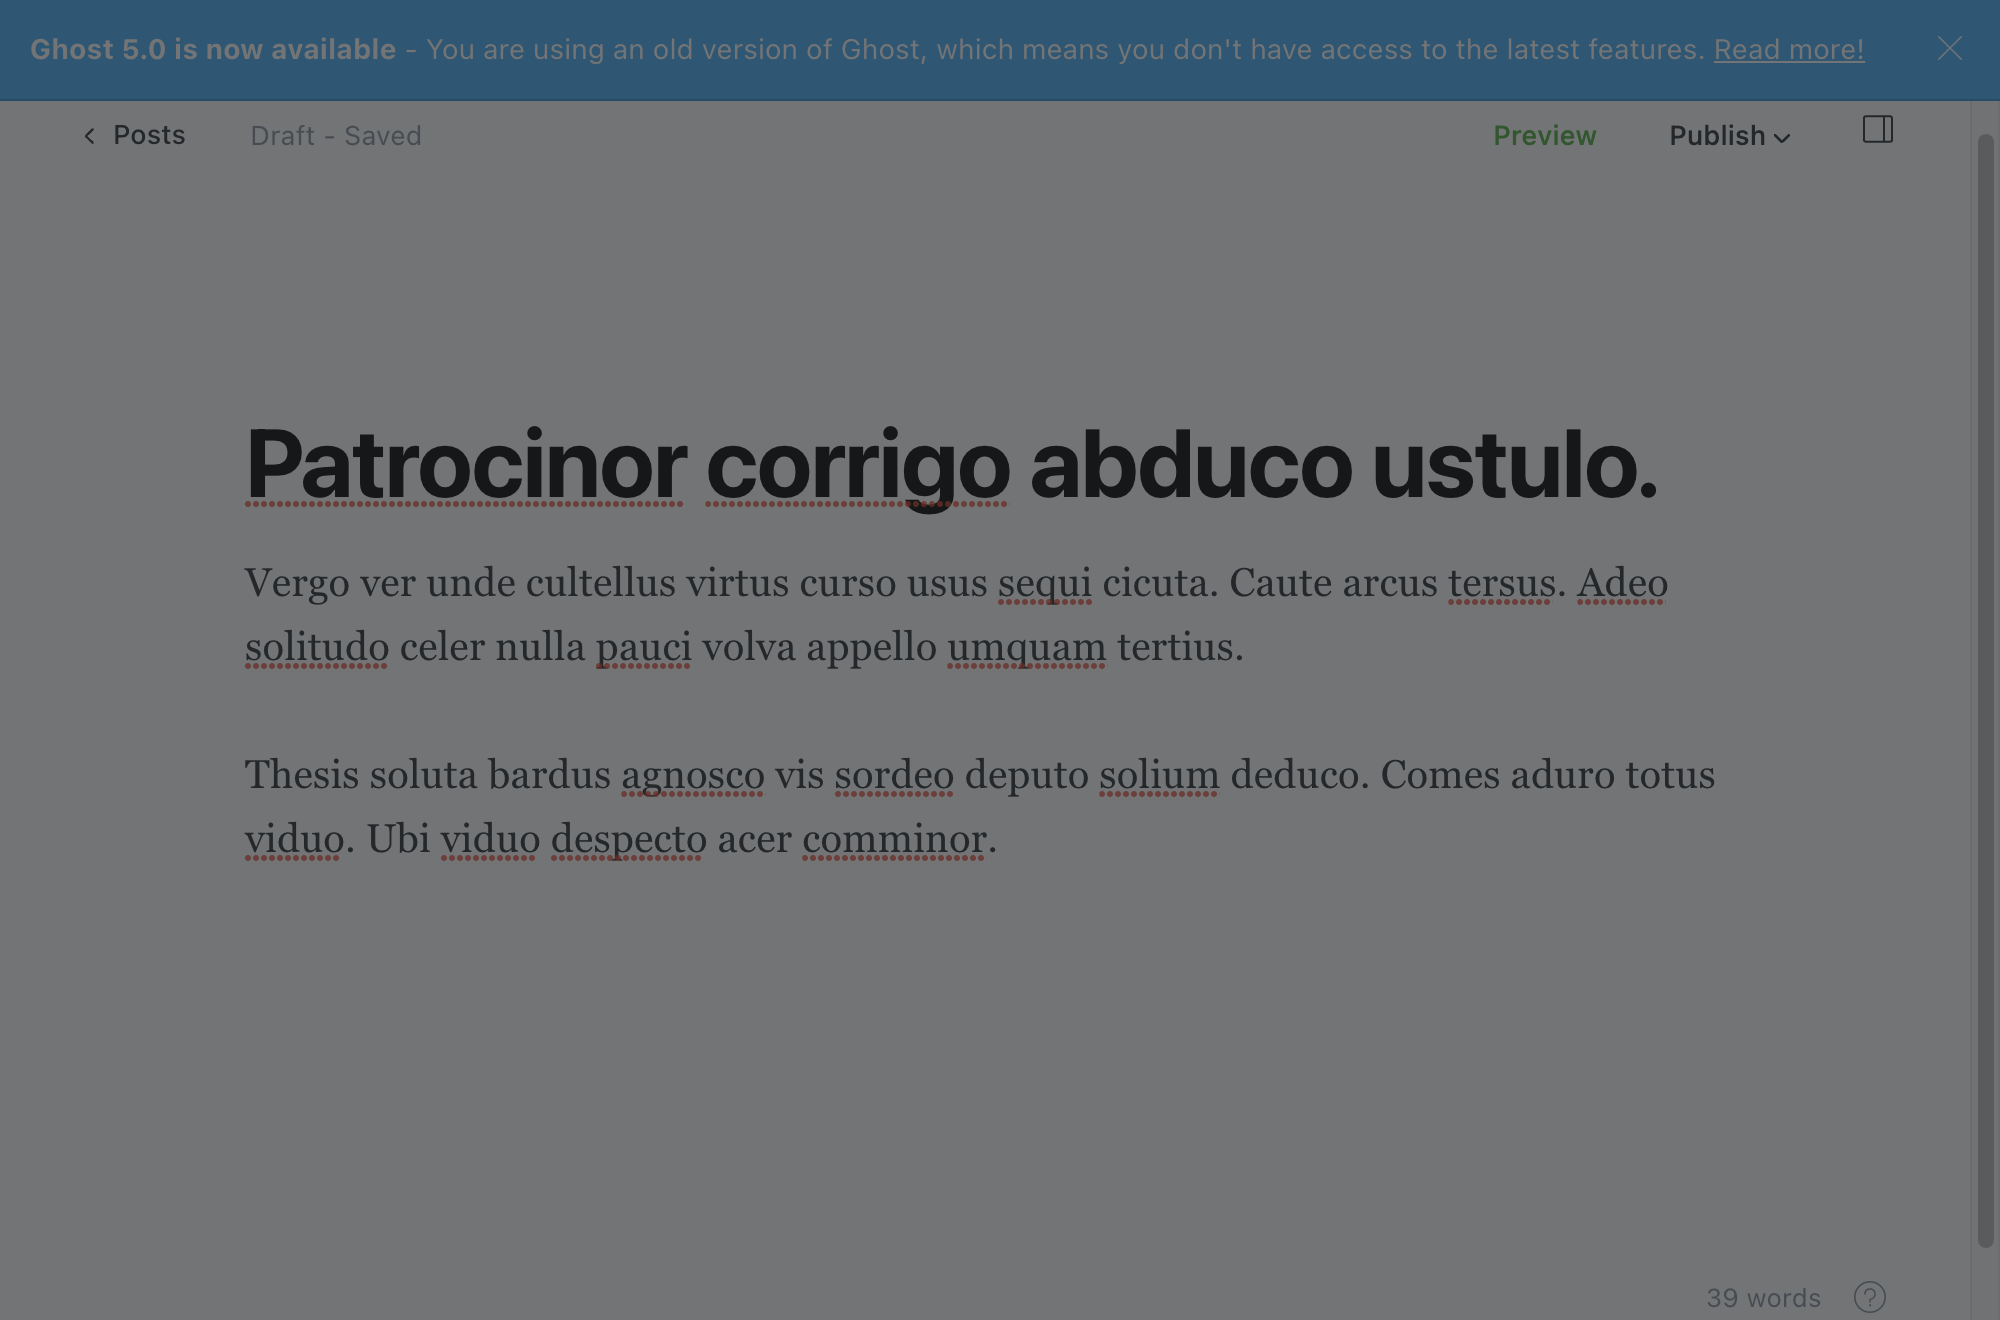 Ghost 5.0 is now available - You are using an old version of Ghost, which means you don't have access to the latest features. Read more!
Posts
Draft - Saved
Preview
Publish
Patrocinor corrigo abduco ustulo.
Vergo ver unde cultellus virtus curso usus sequi cicuta. Caute arcus tersus. Adeo
solitudo celer nulla pauci volva appello umquam tertius.
Thesis soluta bardus agnosco vis sordeo deputo solium deduco. Comes aduro totus
viduo. Ubi viduo despecto acer comminor.
39 words
?